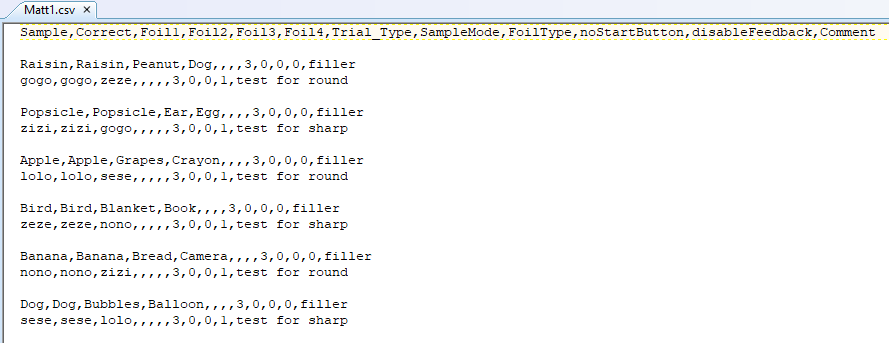 Matt1.csv
Sample,Correct,Foil1,Foil2,Foil3,Foil4,Trial_Type,SampleMode,FoilType,noStartButton,disableFeedback,Comment
Raisin,Raisin,Peanut,Dog,,,,3,0,0,0,filler
gogo,gogo,zeze,,,,,3,0,0,1,test for round
Popsicle,Popsicle,Ear,Egg,,,,3,0,0,0,filler
zizi,zizi,gogo,,,,,3,0,0,1,test for sharp
Apple,Apple,Grapes,Crayon,,,,3,0,0,0,filler
lolo,lolo,sese,,,,,3,0,0,1,test for round
Bird,Bird,Blanket,Book,,,,3,0,0,0,filler
zeze,zeze,nono,,,,,3,0,0,1,test for sharp
Banana,Banana,Bread,Camera,,,,3,0,0,0,filler
nono,nono,zizi,,,,,3,0,0,1,test for round
Dog,Dog,Bubbles,Balloon,,,,3,0,0,0,filler
sese,sese,lolo,,,,,3,0,0,1,test for sharp